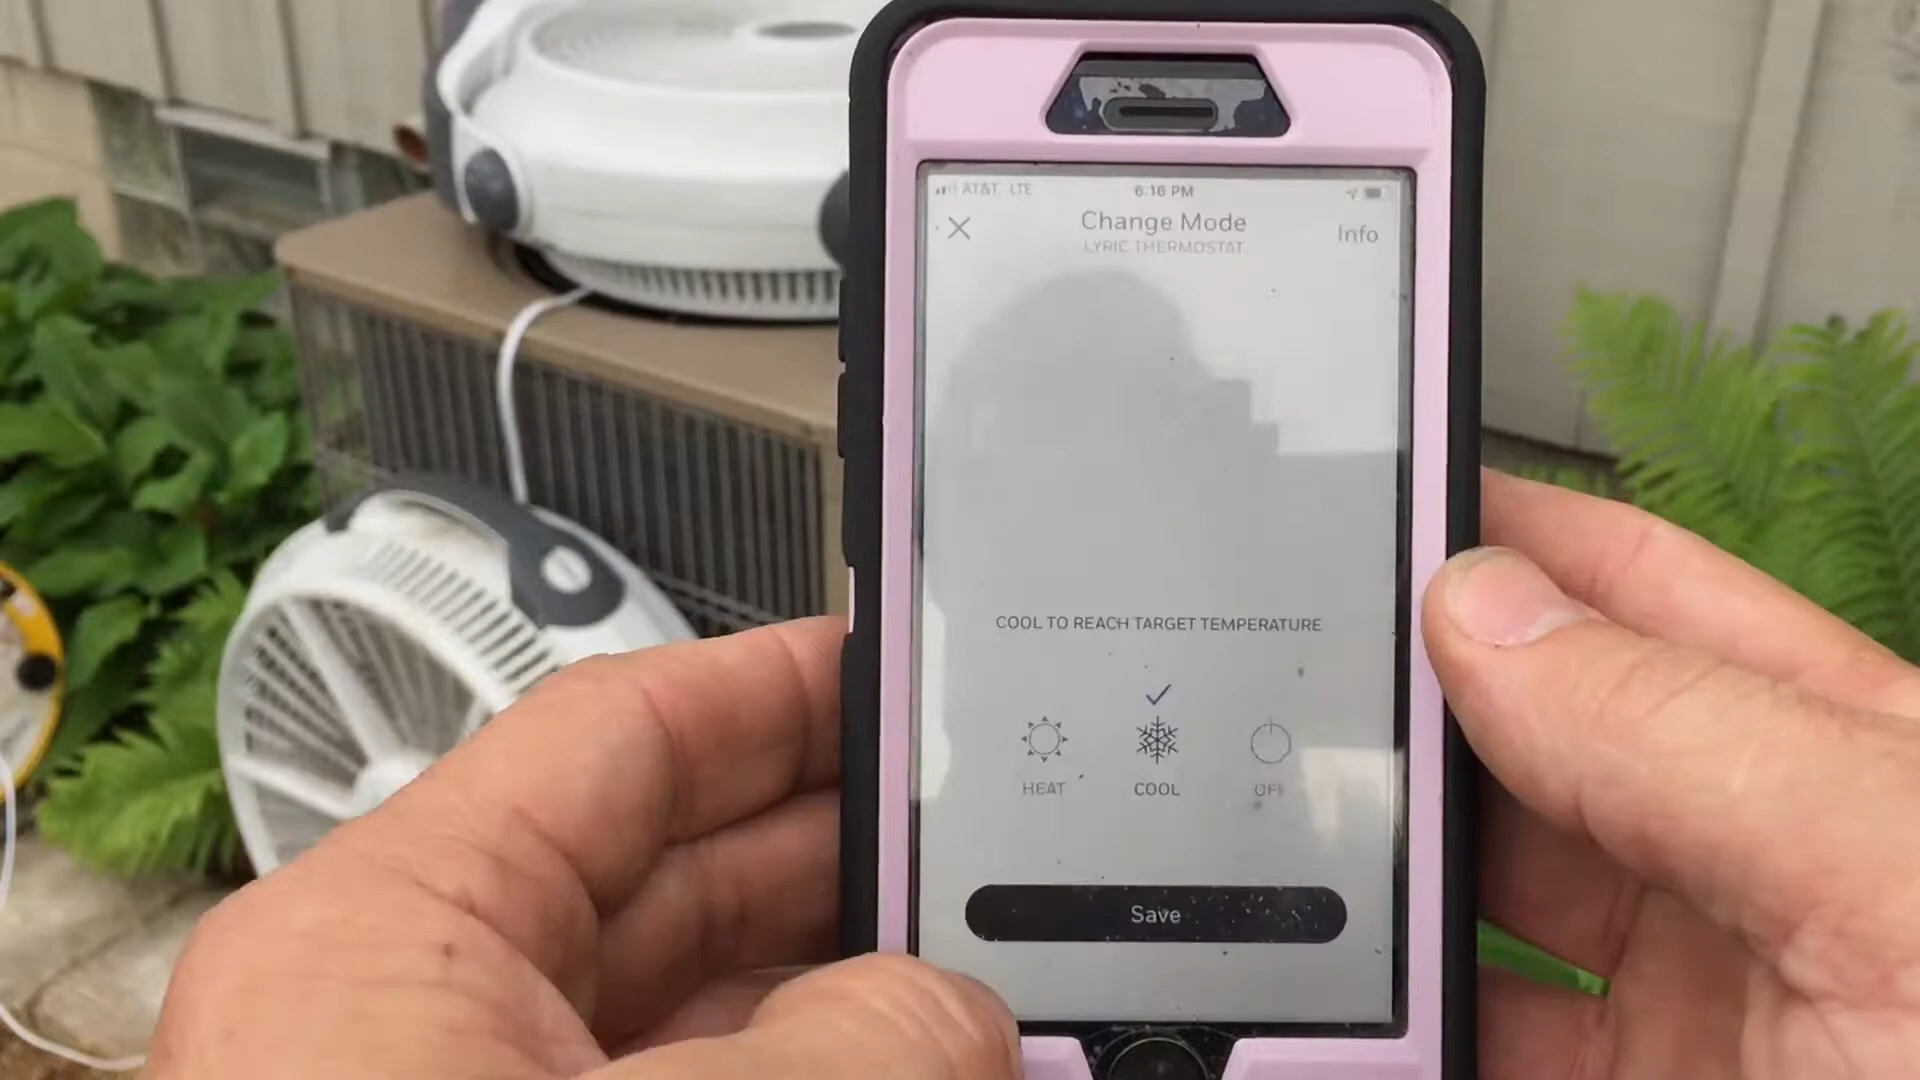 AT&T LTE 6:16 PM
Change Mode
Info
LYRIC THERMOSTAT
COOL TO REACH TARGET TEMPERATURE
HEAT COOL OFF
Save